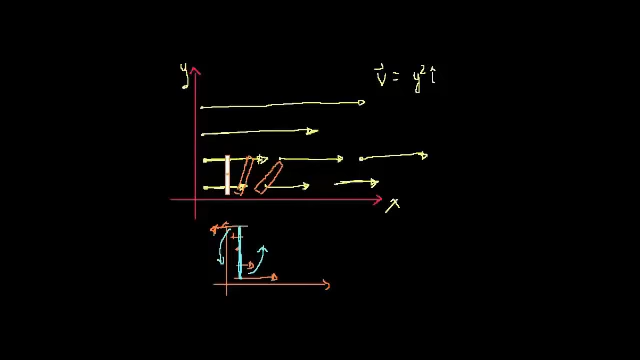 y
v⃗ = y² î
x